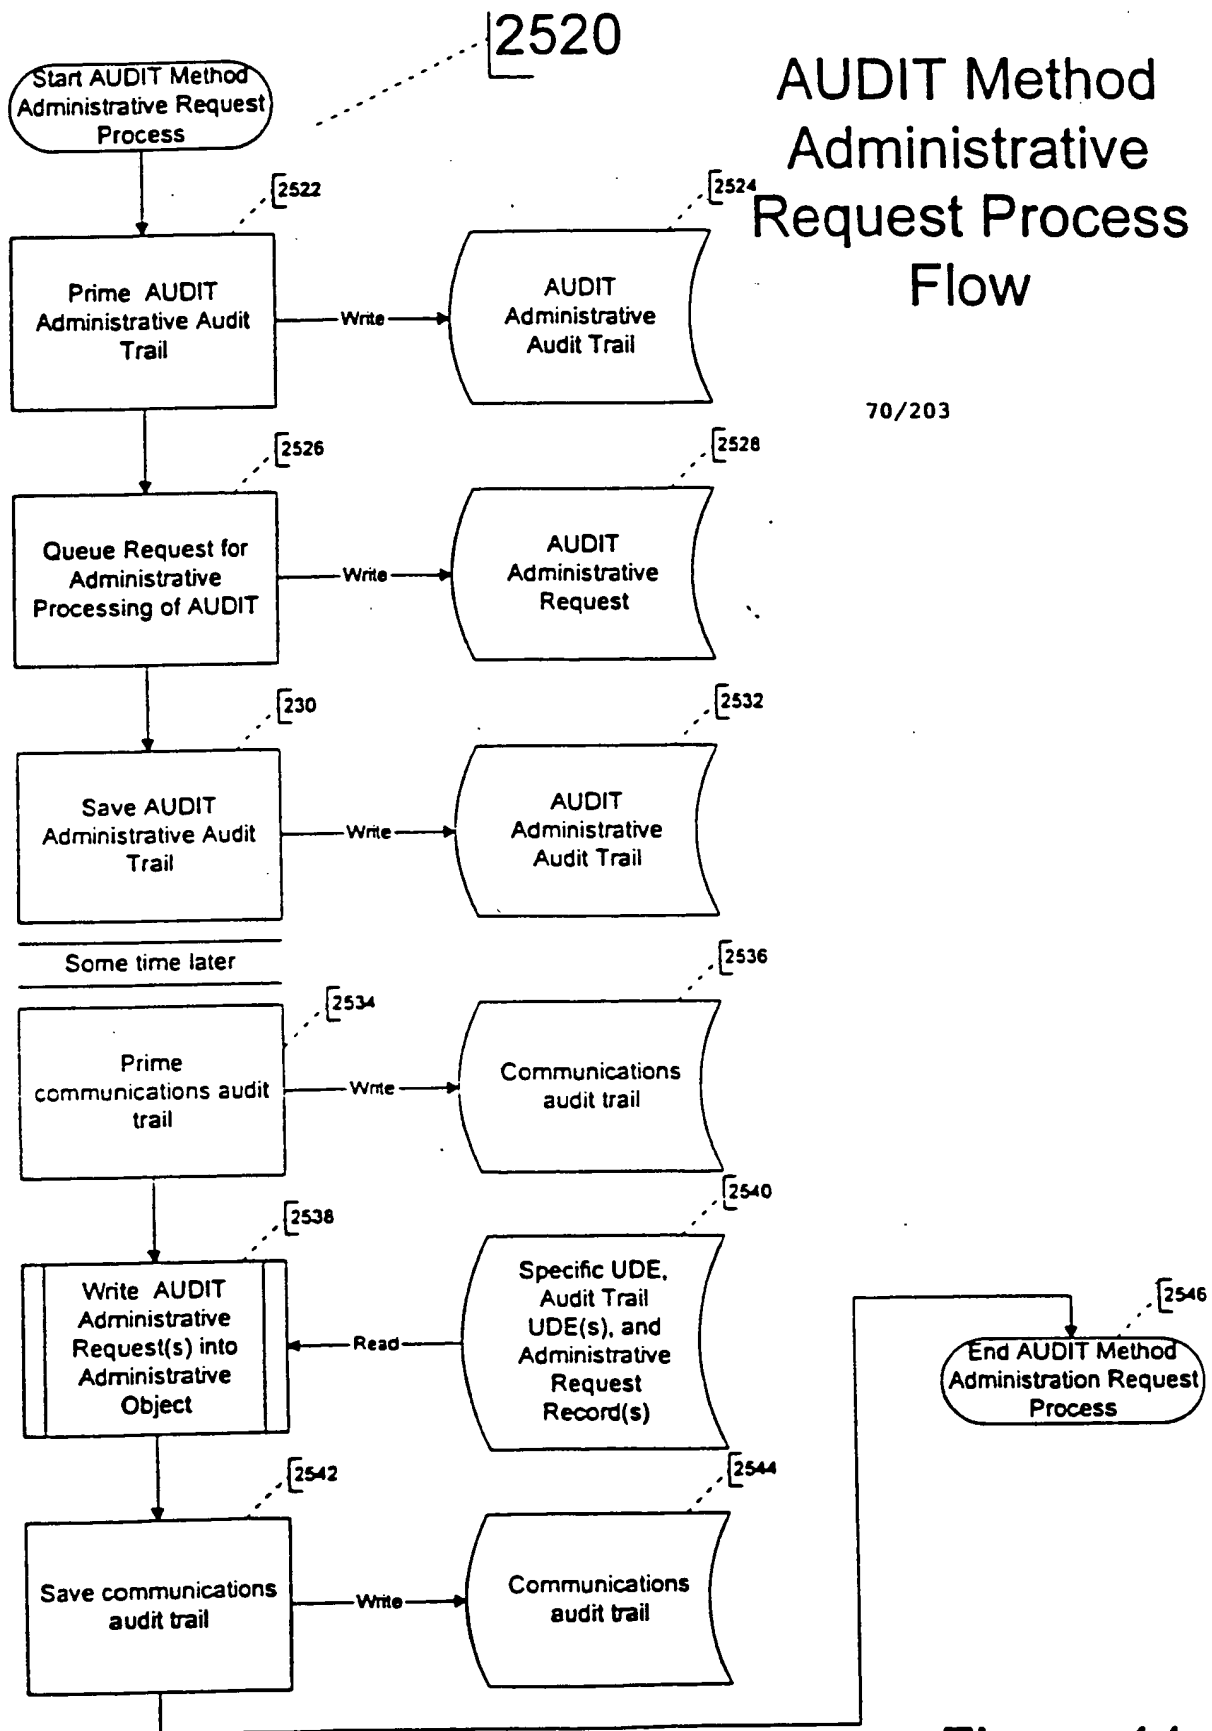 2520
AUDIT Method
Administrative
Request Process
Flow
70/203
Start AUDIT Method
Administrative Request
Process
2522
Prime AUDIT
Administrative Audit
Trail
Write
2524
AUDIT
Administrative
Audit Trail
2526
Queue Request for
Administrative
Processing of AUDIT
Write
2528
AUDIT
Administrative
Request
230
Save AUDIT
Administrative Audit
Trail
Write
2532
AUDIT
Administrative
Audit Trail
Some time later
2534
Prime
communications audit
trail
Write
2536
Communications
audit trail
2538
Write AUDIT
Administrative
Request(s) into
Administrative
Object
Read
2540
Specific UDE,
Audit Trail
UDE(s), and
Administrative
Request
Record(s)
2542
Save communications
audit trail
Write
2544
Communications
audit trail
2546
End AUDIT Method
Administration Request
Process